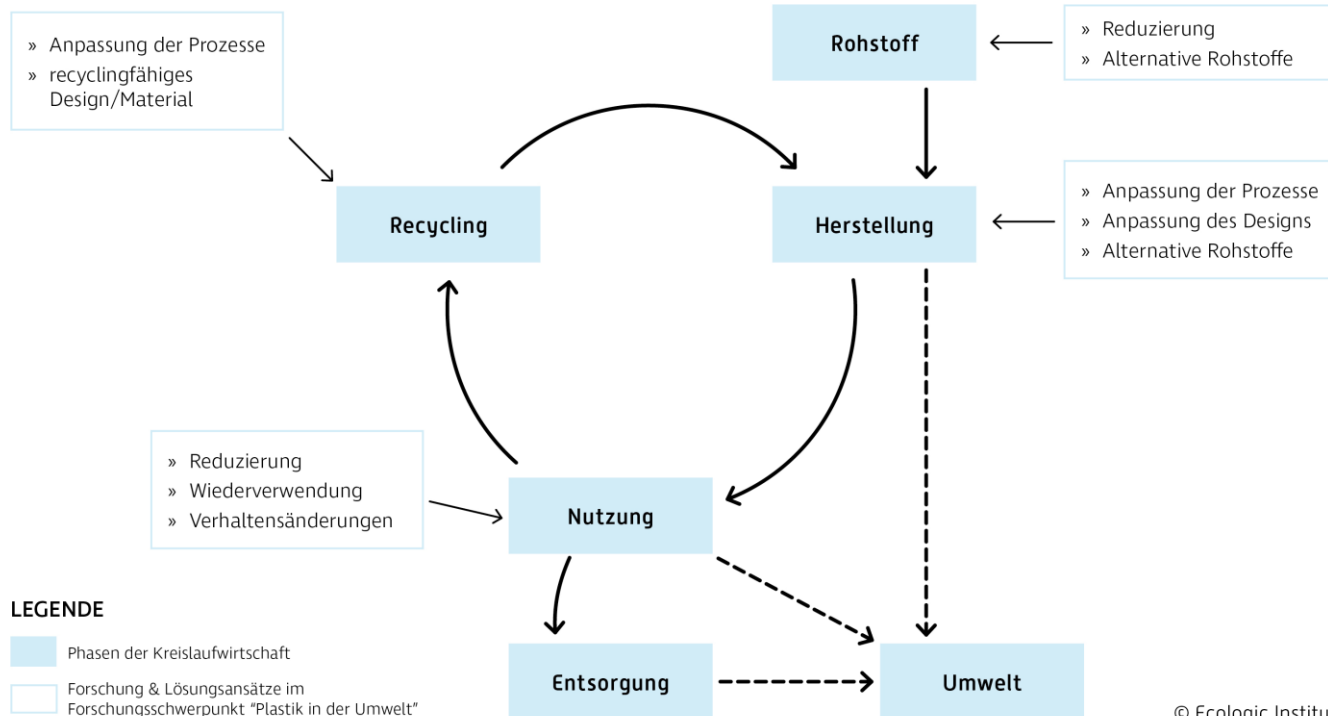 » Anpassung der Prozesse
» recyclingfähiges
Design/Material
Rohstoff
» Reduzierung
» Alternative Rohstoffe
Recycling
Herstellung
» Anpassung der Prozesse
» Anpassung des Designs
» Alternative Rohstoffe
» Reduzierung
» Wiederverwendung
» Verhaltensänderungen
Nutzung
Entsorgung
Umwelt
LEGENDE
Phasen der Kreislaufwirtschaft
Forschung & Lösungsansätze im
Forschungsschwerpunkt "Plastik in der Umwelt"
© Ecologic Institu